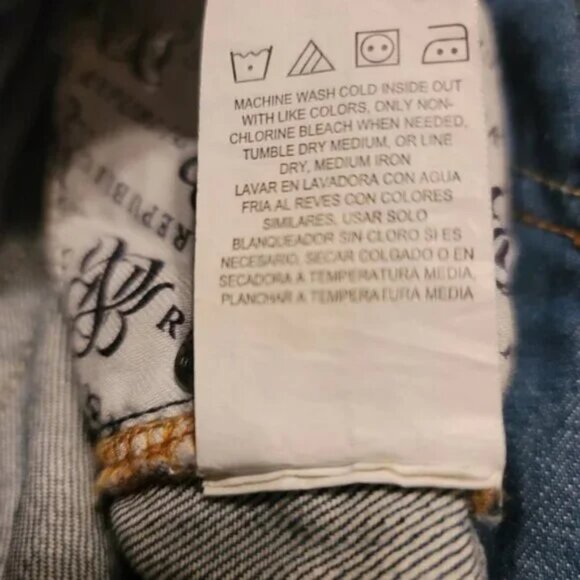 MACHINE WASH COLD INSIDE OUT
WITH LIKE COLORS, ONLY NON-
CHLORINE BLEACH WHEN NEEDED,
TUMBLE DRY MEDIUM, OR LINE
DRY, MEDIUM IRON
LAVAR EN LAVADORA CON AGUA
FRIA AL REVES CON COLORES
SIMILARES, USAR SOLO
BLANQUEADOR SIN CLORO SI ES
NECESARIO, SECAR COLGADO O EN
SECADORA A TEMPERATURA MEDIA,
PLANCHAR A TEMPERATURA MEDIA
REPUBLI
R